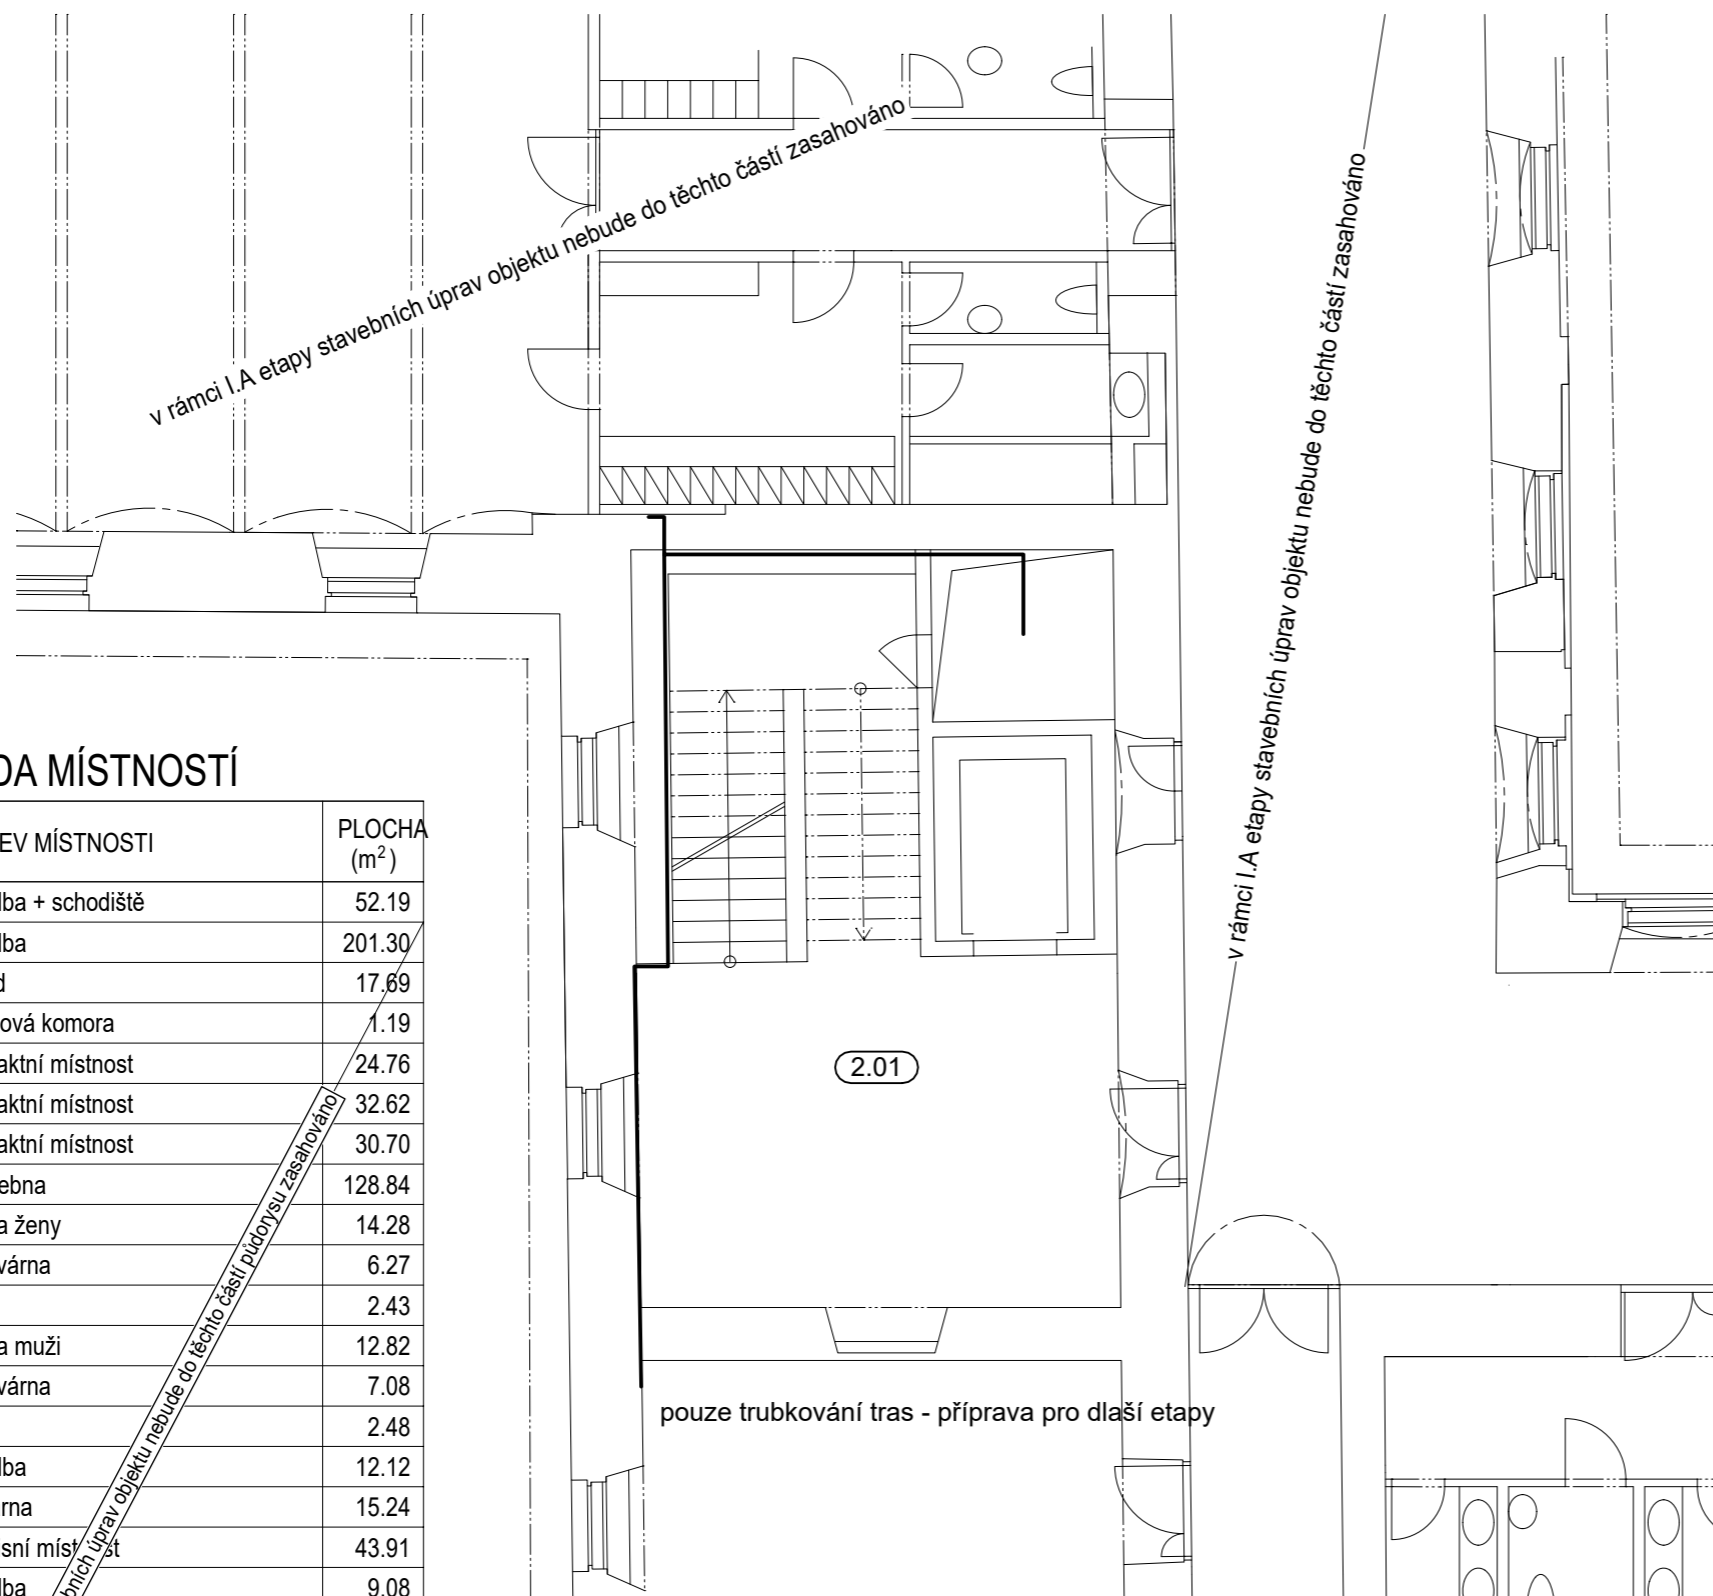 v rámci I.A etapy stavebních úprav objektu nebude do těchto částí zasahováno
v rámci I.A etapy stavebních úprav objektu nebude do těchto částí zasahováno
DA MÍSTNOSTÍ
EV MÍSTNOSTI PLOCHA (m²)
lba + schodiště 52.19
lba 201.30
d 17.69
ová komora 1.19
aktní místnost 24.76
aktní místnost 32.62
aktní místnost 30.70
ebna 128.84
a ženy 14.28
várna 6.27
2.43
a muži 12.82
várna 7.08
2.48
lba 12.12
rna 15.24
sní místnost 43.91
lba 9.08
bních úprav objektu nebude do těchto částí půdorysu zasahováno
2.01
pouze trubkování tras - příprava pro dlaší etapy